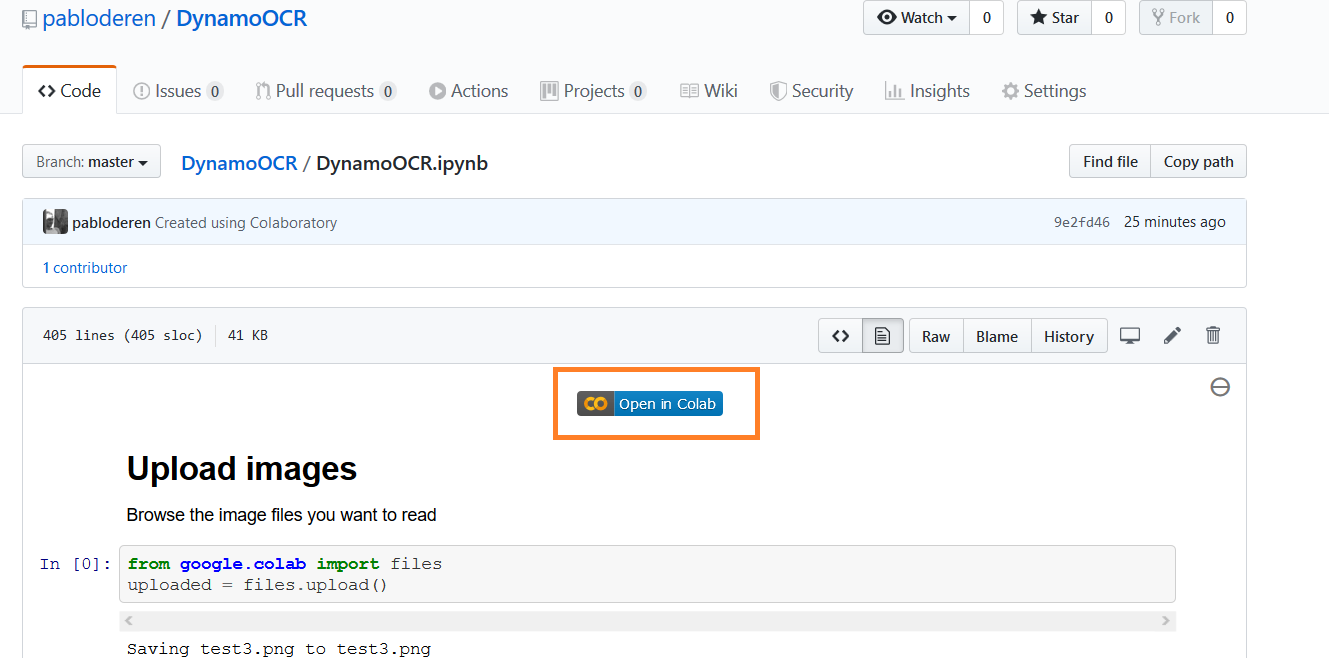 pabloderen / DynamoOCR
Watch 0 Star 0 Fork 0
Code Issues 0 Pull requests 0 Actions Projects 0 Wiki Security Insights Settings
Branch: master DynamoOCR / DynamoOCR.ipynb Find file Copy path
pabloderen Created using Colaboratory 9e2fd46 25 minutes ago
1 contributor
405 lines (405 sloc) 41 KB <> Raw Blame History
CO Open in Colab
Upload images
Browse the image files you want to read
In [0]: from google.colab import files
uploaded = files.upload()
Saving test3.png to test3.png